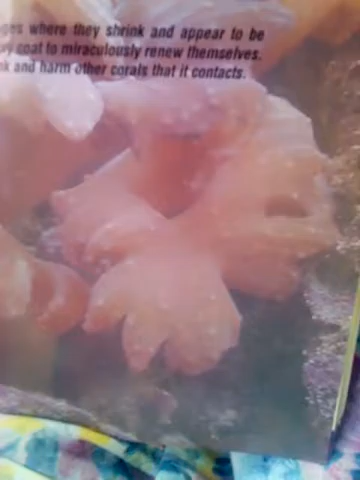 ges where they shrink and appear to be
coat to miraculously renew themselves.
and harm other corals that it contacts.